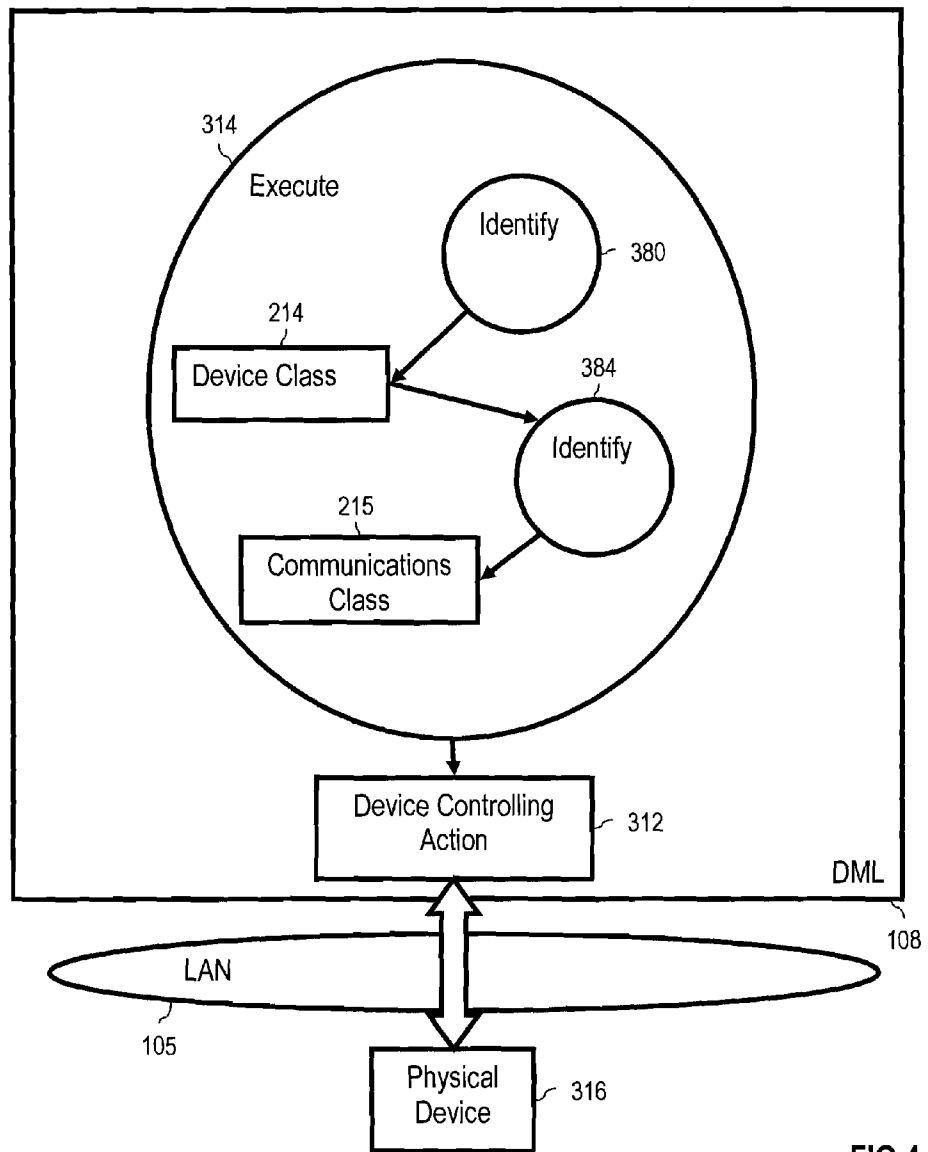 314
Execute
Identify
380
214
Device Class
384
Identify
215
Communications
Class
Device Controlling
Action
312
DML
108
LAN
105
Physical
Device
316